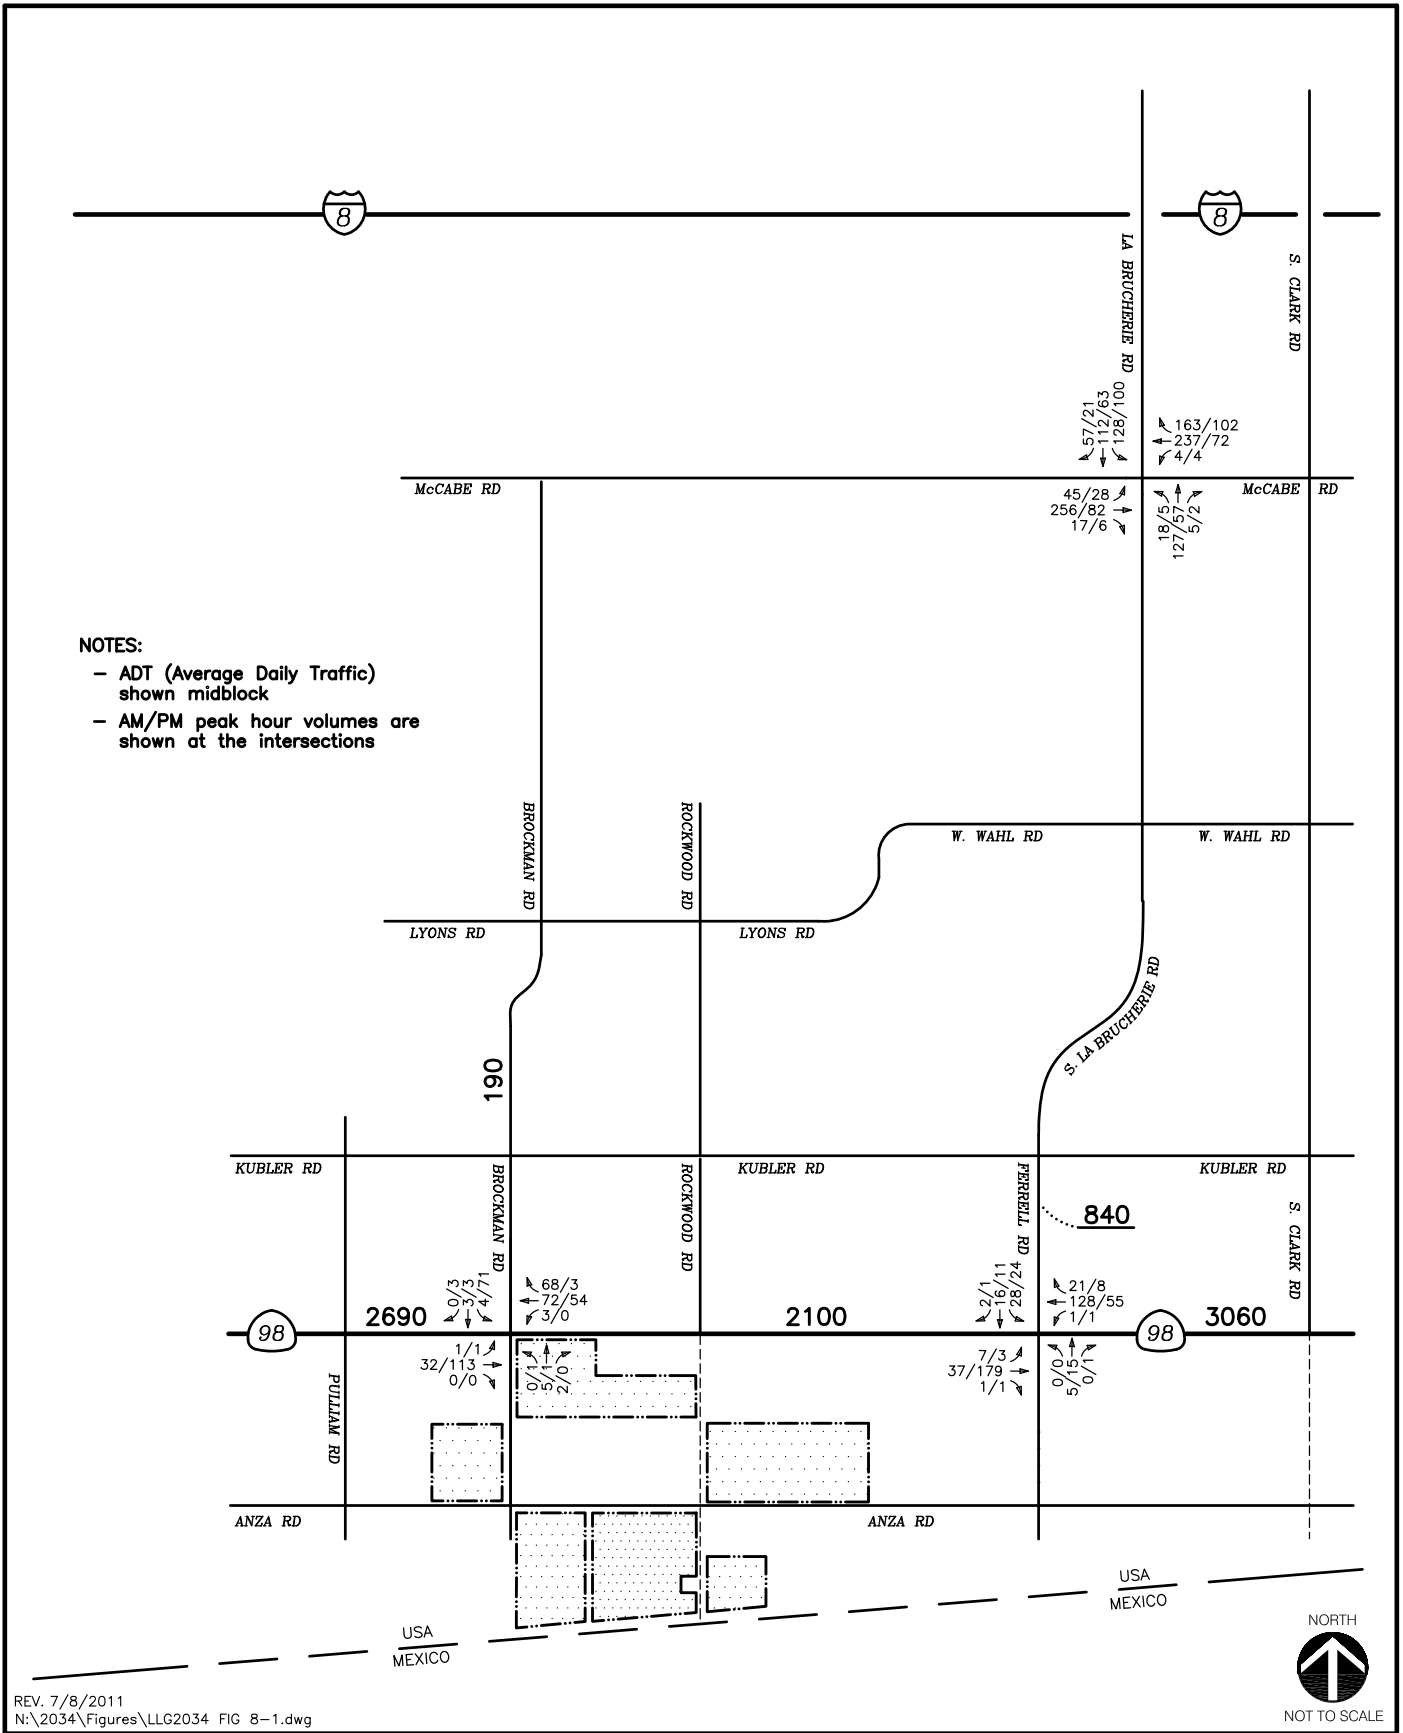 8
8
LA BRUCHERIE RD
S. CLARK RD
57/21
112/63
128/100
163/102
237/72
4/4
McCABE RD
McCABE RD
45/28
256/82
17/6
18/5
127/57
5/2
NOTES:
– ADT (Average Daily Traffic)
shown midblock
– AM/PM peak hour volumes are
shown at the intersections
BROCKMAN RD
ROCKWOOD RD
W. WAHL RD
W. WAHL RD
LYONS RD
LYONS RD
S. LA BRUCHERIE RD
190
KUBLER RD
KUBLER RD
KUBLER RD
BROCKMAN RD
ROCKWOOD RD
FERRELL RD
840
S. CLARK RD
0/3
3/3
4/71
68/3
72/54
3/0
2/1
16/11
28/24
21/8
128/55
1/1
98
2690
2100
98
3060
1/1
32/113
0/0
0/1
5/1
2/0
7/3
37/179
1/1
0/0
5/15
0/1
PULLIAM RD
ANZA RD
ANZA RD
USA
MEXICO
USA
MEXICO
NORTH
NOT TO SCALE
REV. 7/8/2011
N:\2034\Figures\LLG2034 FIG 8-1.dwg